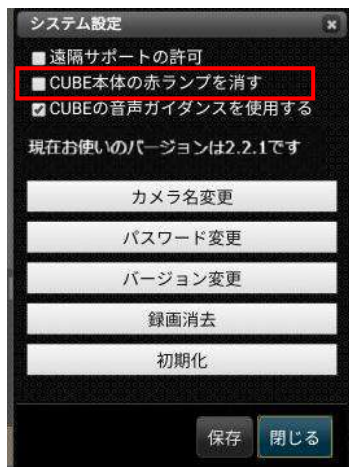 システム設定
遠隔サポートの許可
CUBE本体の赤ランプを消す
CUBEの音声ガイダンスを使用する
現在お使いのバージョンは2.2.1です
カメラ名変更
パスワード変更
バージョン変更
録画消去
初期化
保存 閉じる